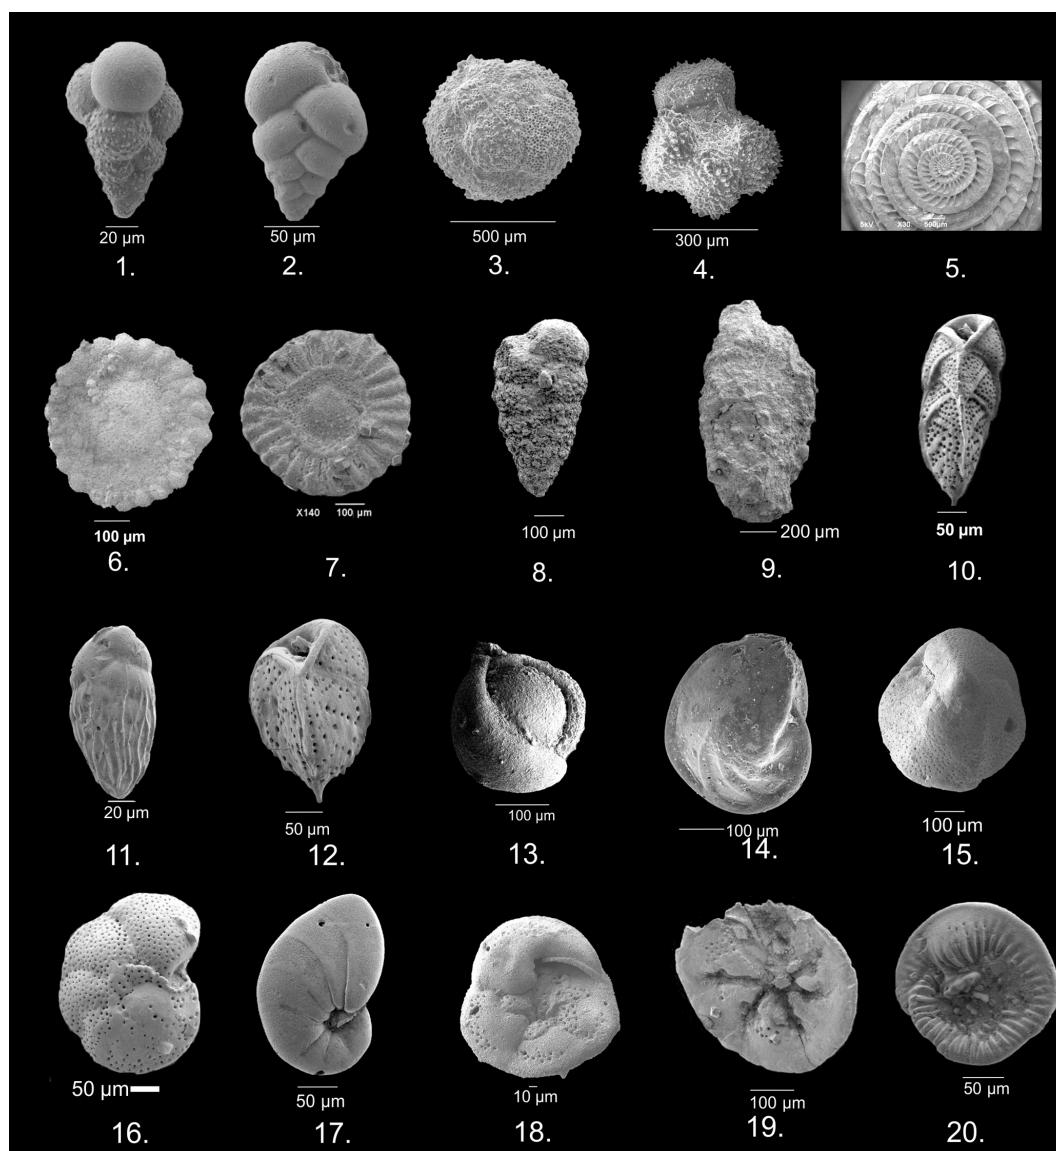 20 µm
50 µm
500 µm
300 µm
5kV X30 500µm
1.
2.
3.
4.
5.
100 µm
X140 100 µm
100 µm
200 µm
50 µm
6.
7.
8.
9.
10.
20 µm
50 µm
100 µm
100 µm
100 µm
11.
12.
13.
14.
15.
50 µm
50 µm
10 µm
100 µm
50 µm
16.
17.
18.
19.
20.